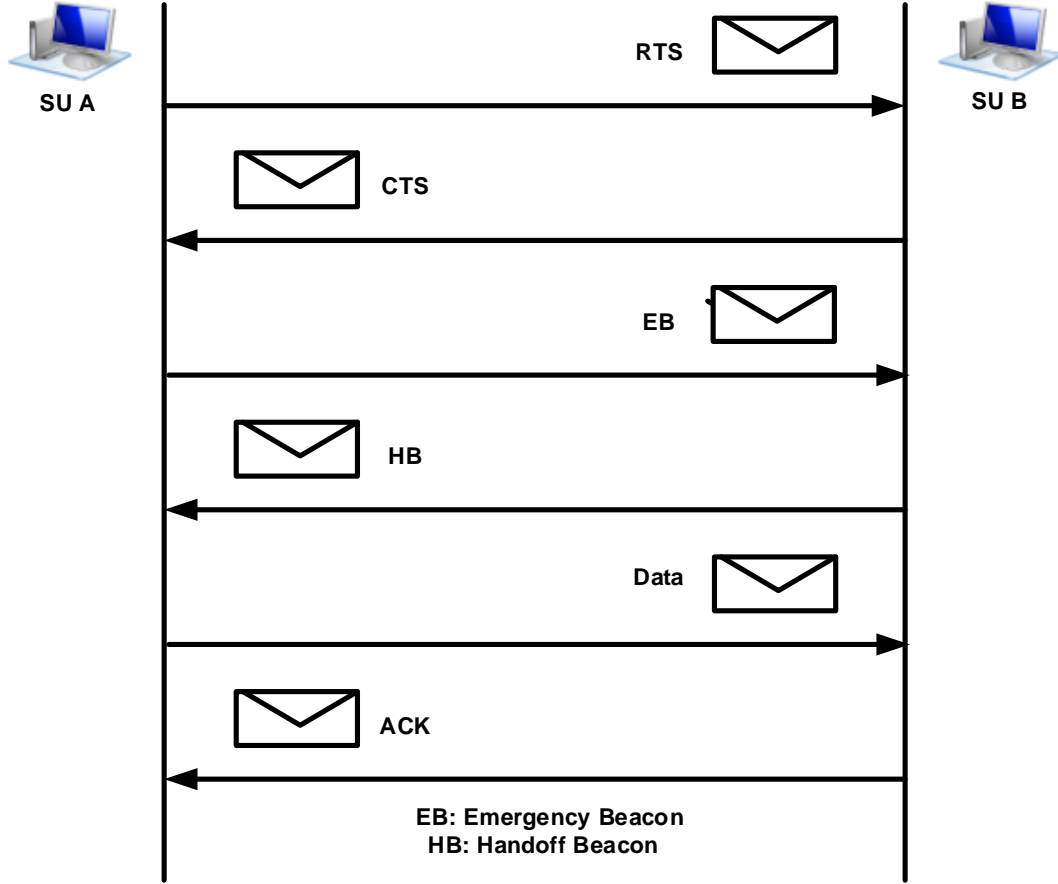 RTS
SU A
SU B
CTS
EB
HB
Data
ACK
EB: Emergency Beacon
HB: Handoff Beacon